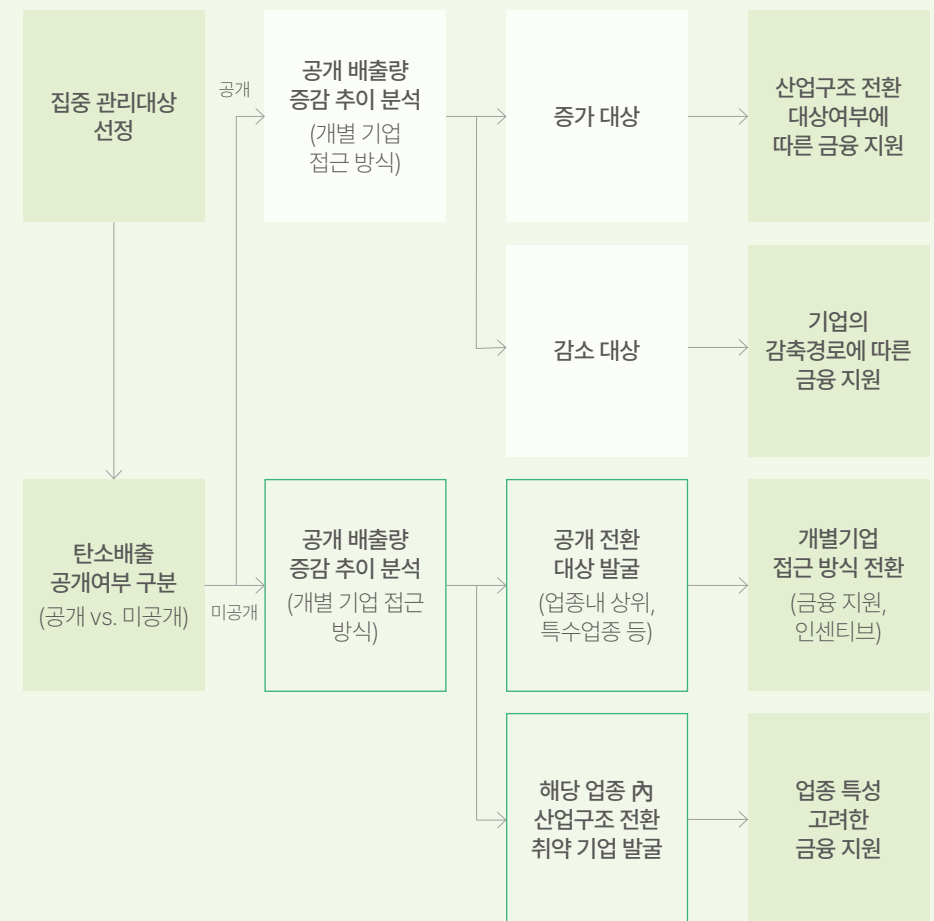 집중 관리대상
선정
공개
공개 배출량
증감 추이 분석
(개별 기업
접근 방식)
증가 대상
산업구조 전환
대상여부에
따른 금융 지원
감소 대상
기업의
감축경로에 따른
금융 지원
탄소배출
공개여부 구분
(공개 vs. 미공개)
미공개
공개 배출량
증감 추이 분석
(개별 기업 접근
방식)
공개 전환
대상 발굴
(업종내 상위,
특수업종 등)
개별기업
접근 방식 전환
(금융 지원,
인센티브)
해당 업종 內
산업구조 전환
취약 기업 발굴
업종 특성
고려한
금융 지원